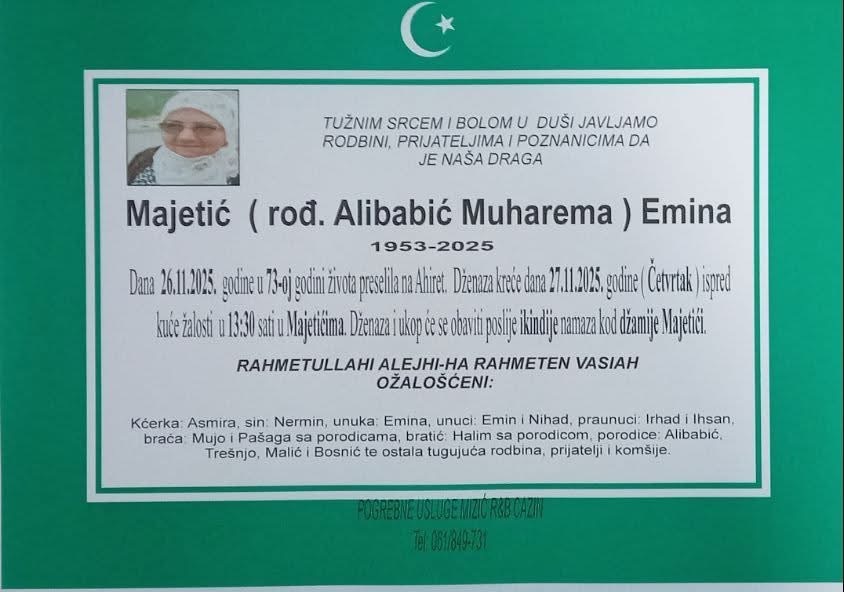 TUŽNIM SRCEM I BOLOM U DUŠI JAVLJAMO
RODBINI, PRIJATELJIMA I POZNANICIMA DA
JE NAŠA DRAGA
Majetić ( rođ. Alibabić Muharema ) Emina
1953-2025
Dana 26.11.2025. godine u 73-oj godini života preselila na Ahiret. Dženaza kreće dana 27.11.2025. godine ( Četvrtak ) ispred
kuće žalosti u 13:30 sati u Majetićima. Dženaza i ukop će se obaviti poslije ikindije namaza kod džamije Majetići.
RAHMETULLAHI ALEJHI-HA RAHMETEN VASIAH
OŽALOŠĆENI:
Kćerka: Asmira, sin: Nermin, unuka: Emina, unuci: Emin i Nihad, praunuci: Irhad i Ihsan,
braća: Mujo i Pašaga sa porodicama, bratić: Halim sa porodicom, porodice: Alibabić,
Trešnjo, Malić i Bosnić te ostala tugujuća rodbina, prijatelji i komšije.
POGREBNE USLUGE MIZIĆ R&B CAZIN
Tel: 061/849-731